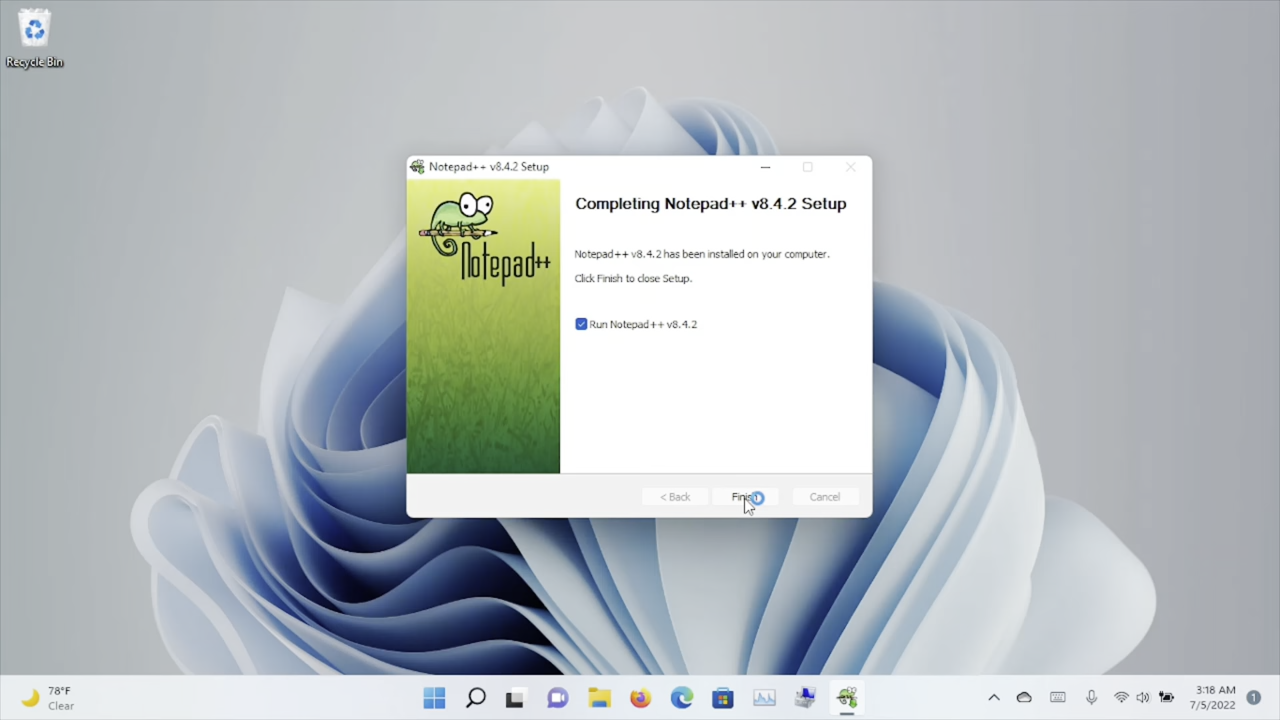 Recycle Bin
Notepad++ v8.4.2 Setup
Notepad++
Completing Notepad++ v8.4.2 Setup
Notepad++ v8.4.2 has been installed on your computer.
Click Finish to close Setup.
Run Notepad++ v8.4.2
< Back
Finish
Cancel
78°F
Clear
3:18 AM
7/5/2022
1